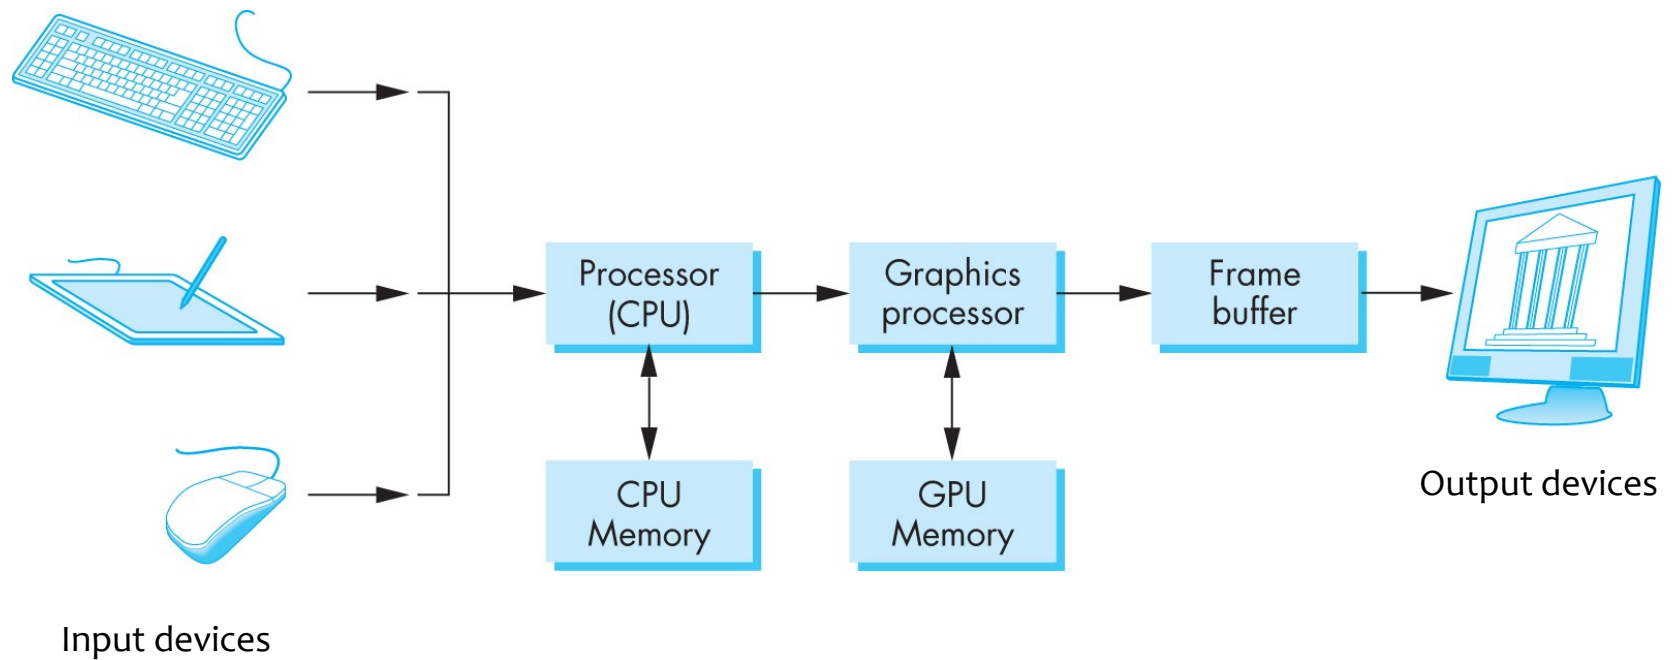 Processor
(CPU)
Graphics
processor
Frame
buffer
CPU
Memory
GPU
Memory
Output devices
Input devices